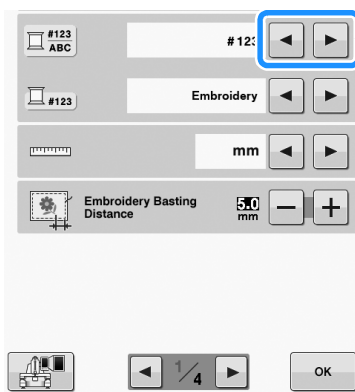 #123
ABC
#123
#123
Embroidery
mm
Embroidery Basting
Distance
5.0
mm
1/4
OK